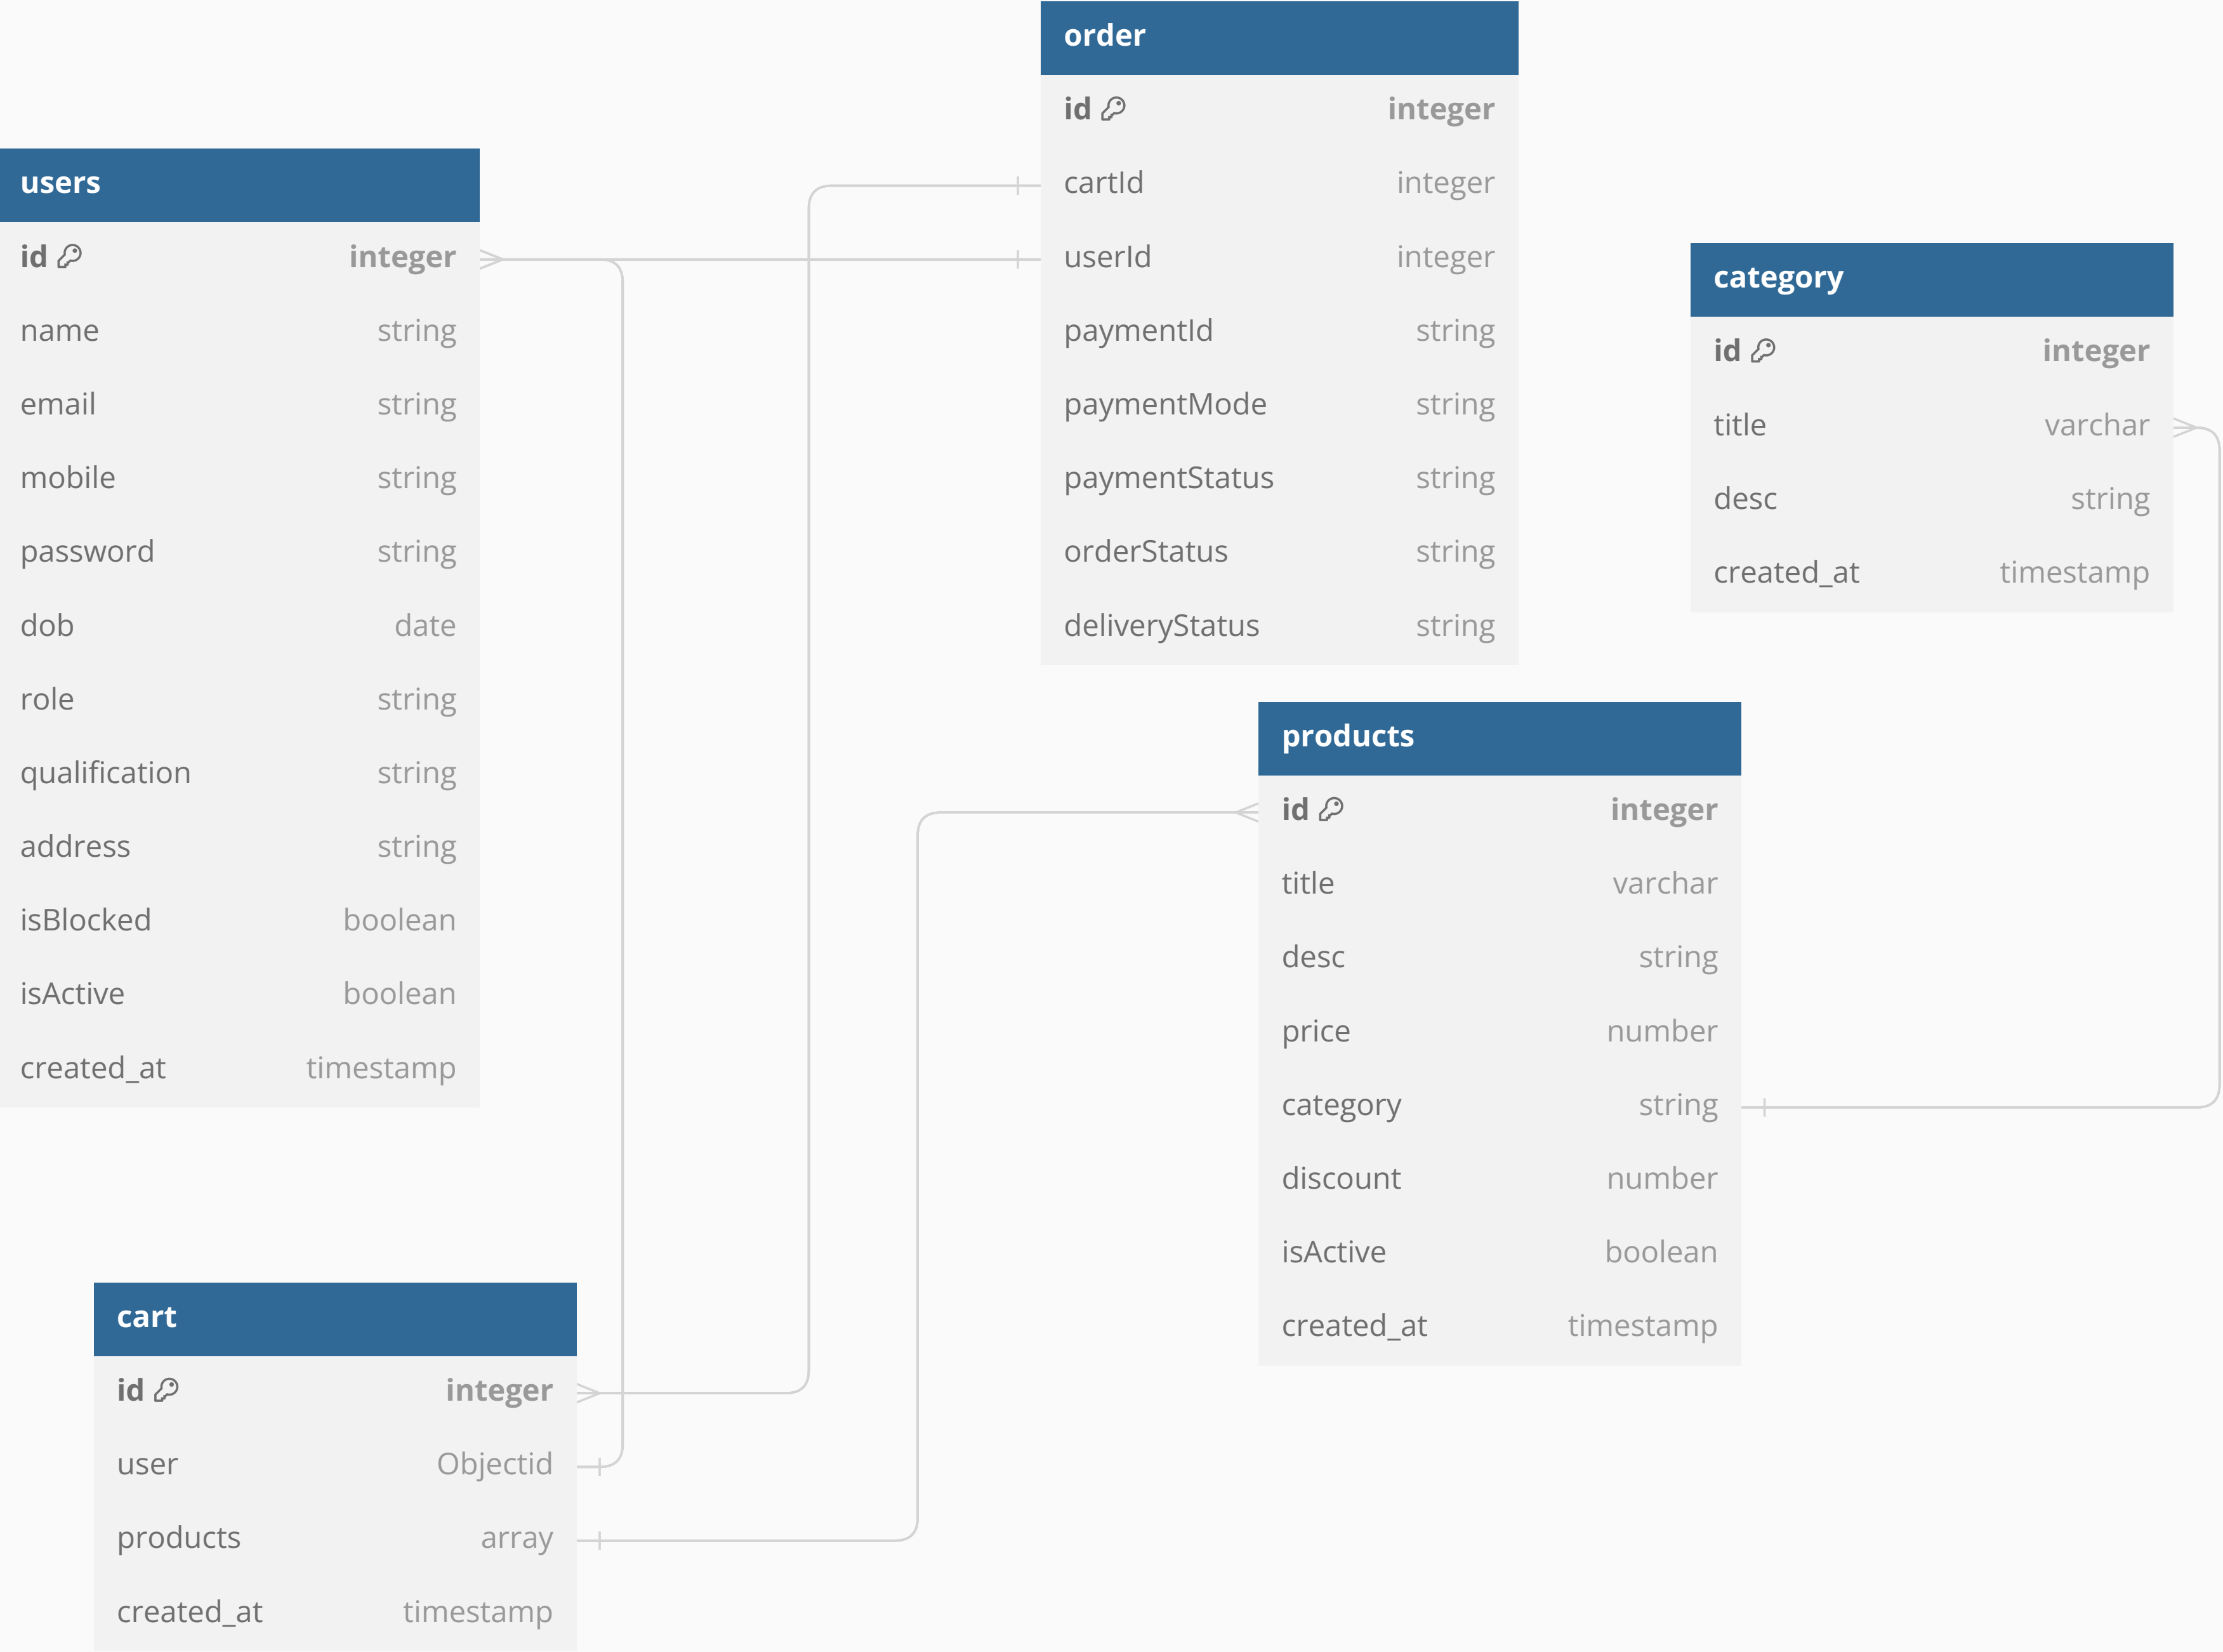 users
id integer
name string
email string
mobile string
password string
dob date
role string
qualification string
address string
isBlocked boolean
isActive boolean
created_at timestamp
cart
id integer
user Objectid
products array
created_at timestamp
order
id integer
cartId integer
userId integer
paymentId string
paymentMode string
paymentStatus string
orderStatus string
deliveryStatus string
products
id integer
title varchar
desc string
price number
category string
discount number
isActive boolean
created_at timestamp
category
id integer
title varchar
desc string
created_at timestamp